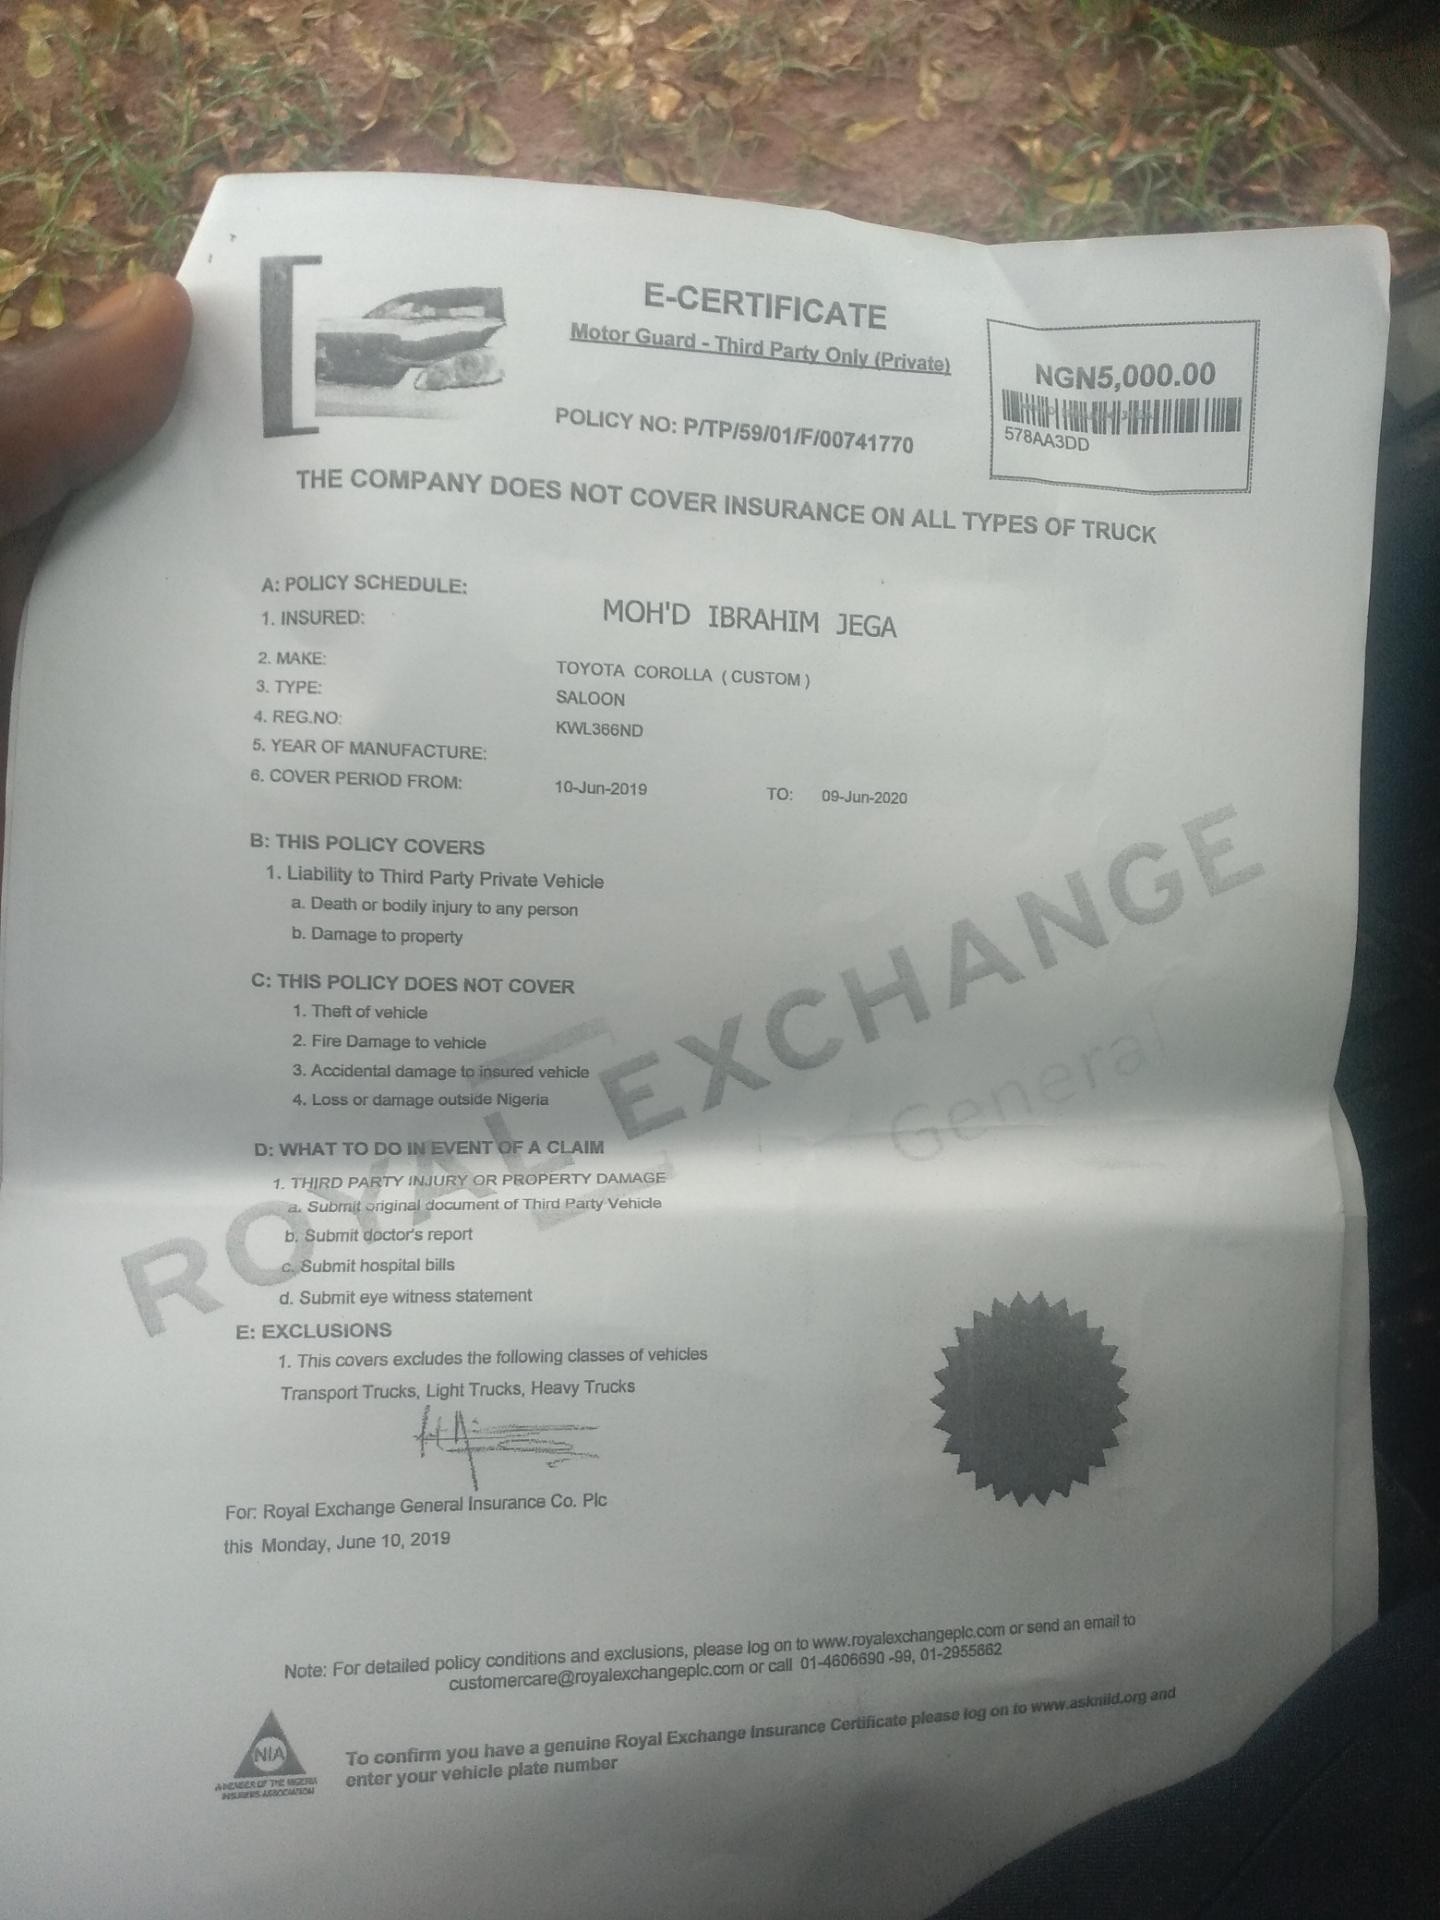 E-CERTIFICATE
Motor Guard - Third Party Only (Private)
NGN5,000.00
578AA3DD
POLICY NO: P/TP/59/01/F/00741770
THE COMPANY DOES NOT COVER INSURANCE ON ALL TYPES OF TRUCK
A: POLICY SCHEDULE:
1. INSURED: MOH'D IBRAHIM JEGA
2. MAKE: TOYOTA COROLLA ( CUSTOM )
3. TYPE: SALOON
4. REG.NO: KWL366ND
5. YEAR OF MANUFACTURE:
6. COVER PERIOD FROM: 10-Jun-2019 TO: 09-Jun-2020
B: THIS POLICY COVERS
1. Liability to Third Party Private Vehicle
a. Death or bodily injury to any person
b. Damage to property
C: THIS POLICY DOES NOT COVER
1. Theft of vehicle
2. Fire Damage to vehicle
3. Accidental damage to insured vehicle
4. Loss or damage outside Nigeria
ROYAL EXCHANGE
General
D: WHAT TO DO IN EVENT OF A CLAIM
1. THIRD PARTY INJURY OR PROPERTY DAMAGE
a. Submit original document of Third Party Vehicle
b. Submit doctor's report
c. Submit hospital bills
d. Submit eye witness statement
E: EXCLUSIONS
1. This covers excludes the following classes of vehicles
Transport Trucks, Light Trucks, Heavy Trucks
For: Royal Exchange General Insurance Co. Plc
this Monday, June 10, 2019
Note: For detailed policy conditions and exclusions, please log on to www.royalexchangeplc.com or send an email to
customercare@royalexchangeplc.com or call 01-4606690 -99, 01-2955662
NIA
A MEMBER OF THE NIGERIA
INSURERS ASSOCIATION
To confirm you have a genuine Royal Exchange Insurance Certificate please log on to www.askniid.org and
enter your vehicle plate number